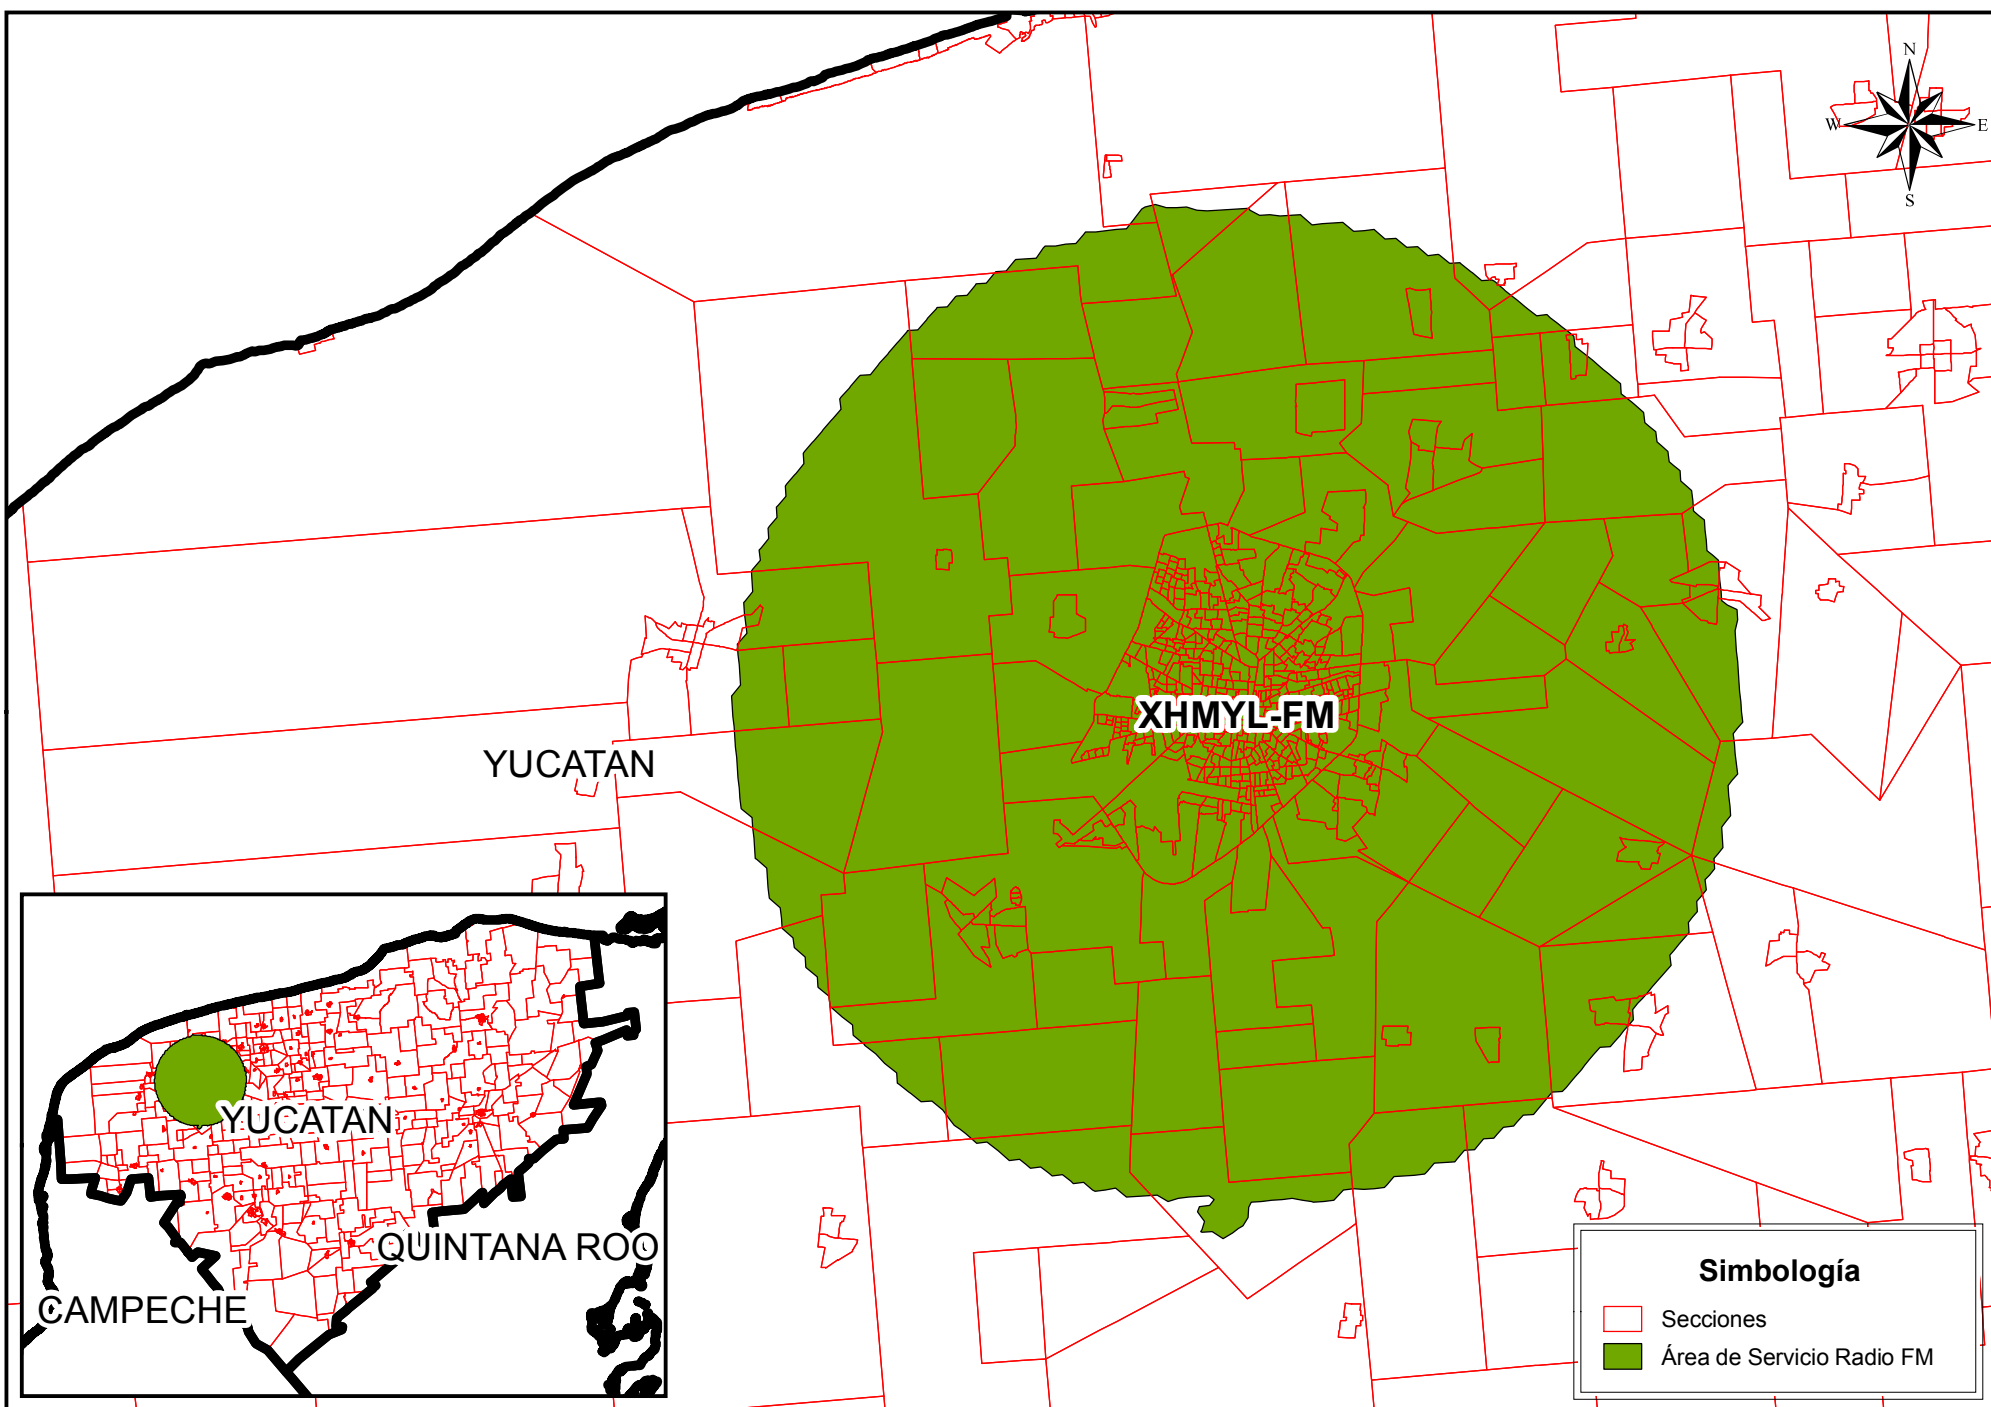 N
W E
S
XHMYL-FM
YUCATAN
YUCATAN
QUINTANA ROO
CAMPECHE
Simbología
Secciones
Área de Servicio Radio FM